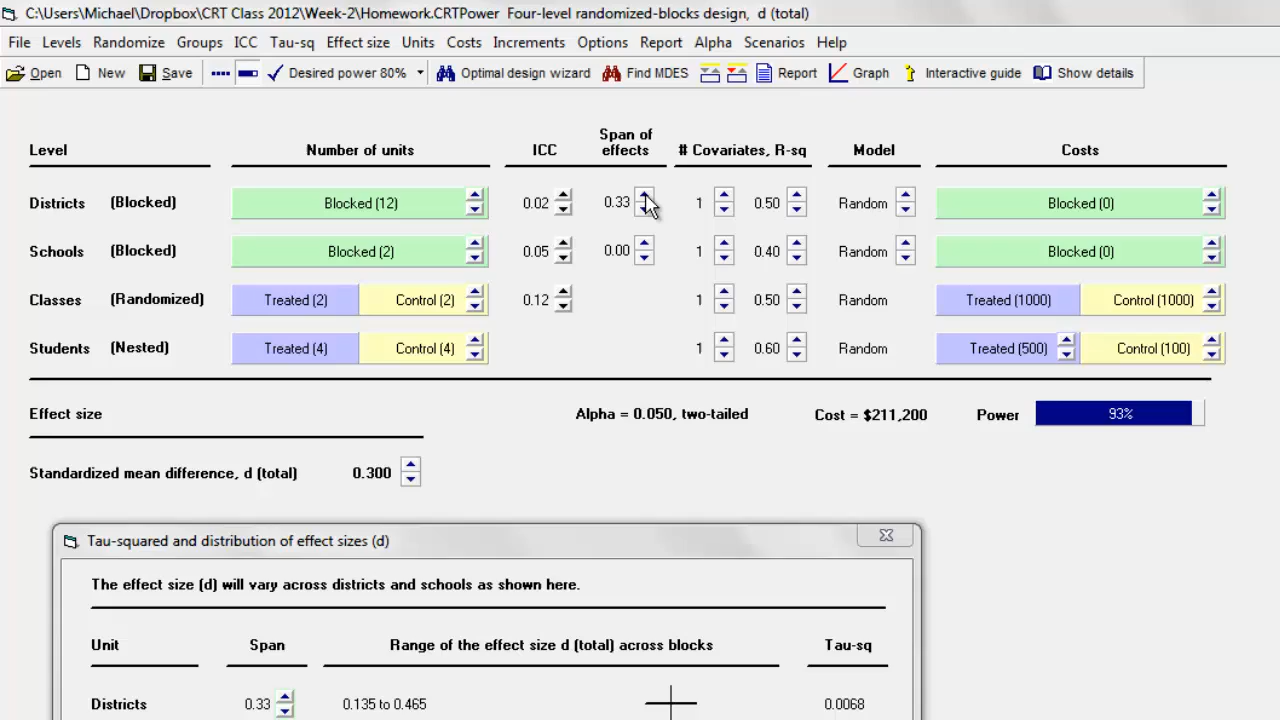 C:\Users\Michael\Dropbox\CRT Class 2012\Week-2\Homework.CRTPower Four-level randomized-blocks design, d (total)
File Levels Randomize Groups ICC Tau-sq Effect size Units Costs Increments Options Report Alpha Scenarios Help
Open New Save Desired power 80% Optimal design wizard Find MDES Report Graph Interactive guide Show details
Level Number of units ICC Span of effects # Covariates, R-sq Model Costs
Districts (Blocked) Blocked (12) 0.02 0.33 1 0.50 Random Blocked (0)
Schools (Blocked) Blocked (2) 0.05 0.00 1 0.40 Random Blocked (0)
Classes (Randomized) Treated (2) Control (2) 0.12 1 0.50 Random Treated (1000) Control (1000)
Students (Nested) Treated (4) Control (4) 1 0.60 Random Treated (500) Control (100)
Effect size Alpha = 0.050, two-tailed Cost = $211,200 Power 93%
Standardized mean difference, d (total) 0.300
Tau-squared and distribution of effect sizes (d)
The effect size (d) will vary across districts and schools as shown here.
Unit Span Range of the effect size d (total) across blocks Tau-sq
Districts 0.33 0.135 to 0.465 0.0068